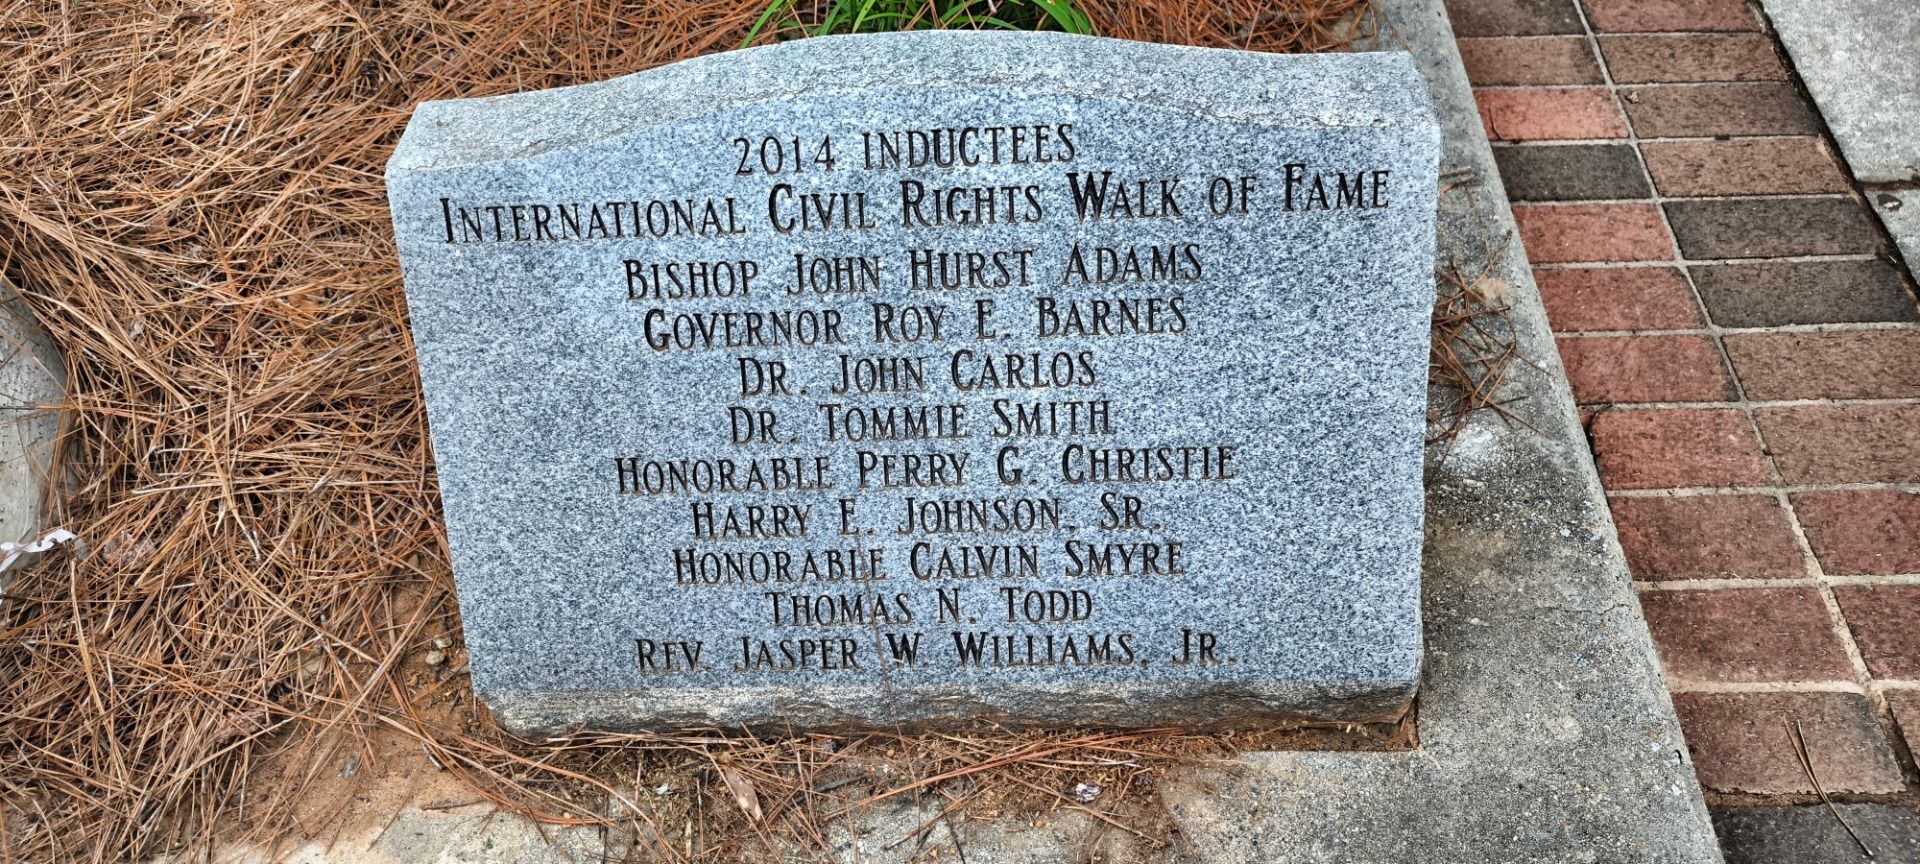 2014 INDUCTEES
INTERNATIONAL CIVIL RIGHTS WALK OF FAME
BISHOP JOHN HURST ADAMS
GOVERNOR ROY E. BARNES
DR. JOHN CARLOS
DR. TOMMIE SMITH
HONORABLE PERRY G. CHRISTIE
HARRY E. JOHNSON, SR.
HONORABLE CALVIN SMYRE
THOMAS N. TODD
REV. JASPER W. WILLIAMS, JR.